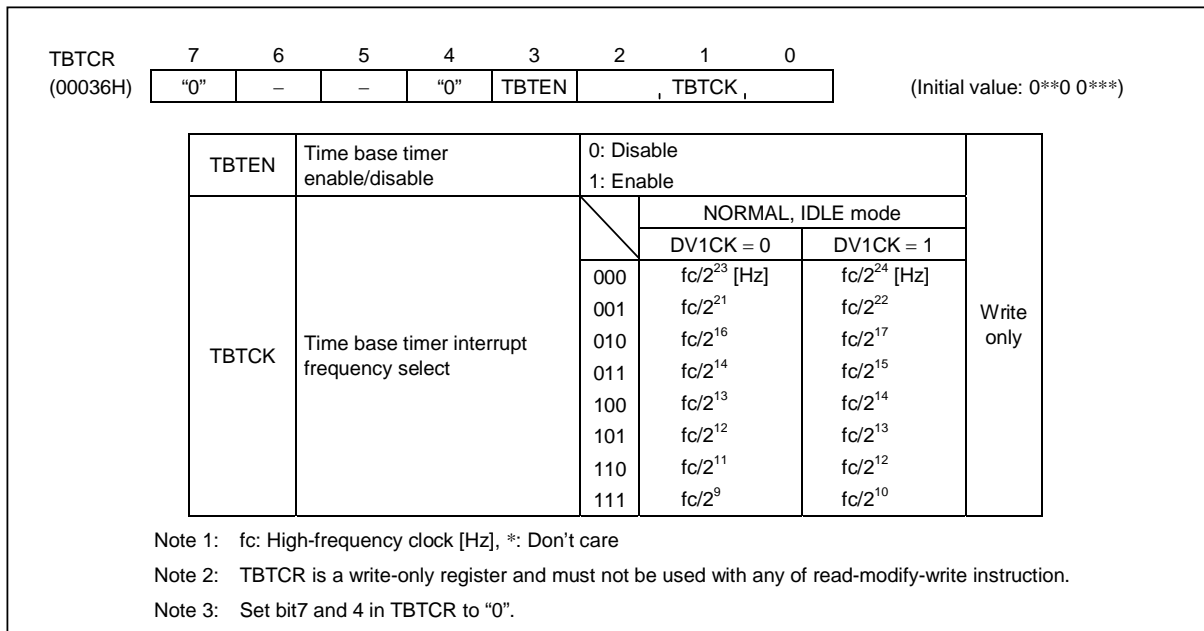 TBTCR 7 6 5 4 3 2 1 0
(00036H) “0” – – “0” TBTEN TBTCK (Initial value: 0**0 0***)
TBTEN Time base timer enable/disable 0: Disable
1: Enable
NORMAL, IDLE mode
DV1CK = 0 DV1CK = 1
000 fc/2^23 [Hz] fc/2^24 [Hz]
001 fc/2^21 fc/2^22
010 fc/2^16 fc/2^17
TBTCK Time base timer interrupt frequency select
011 fc/2^14 fc/2^15
100 fc/2^13 fc/2^14
101 fc/2^12 fc/2^13
110 fc/2^11 fc/2^12
111 fc/2^9 fc/2^10
Write
only
Note 1: fc: High-frequency clock [Hz], *: Don't care
Note 2: TBTCR is a write-only register and must not be used with any of read-modify-write instruction.
Note 3: Set bit7 and 4 in TBTCR to “0”.